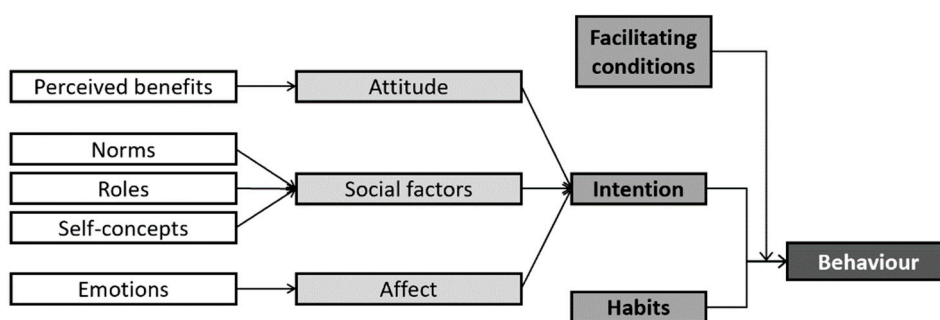 Facilitating
conditions
Perceived benefits
Attitude
Norms
Roles
Social factors
Intention
Self-concepts
Behaviour
Emotions
Affect
Habits